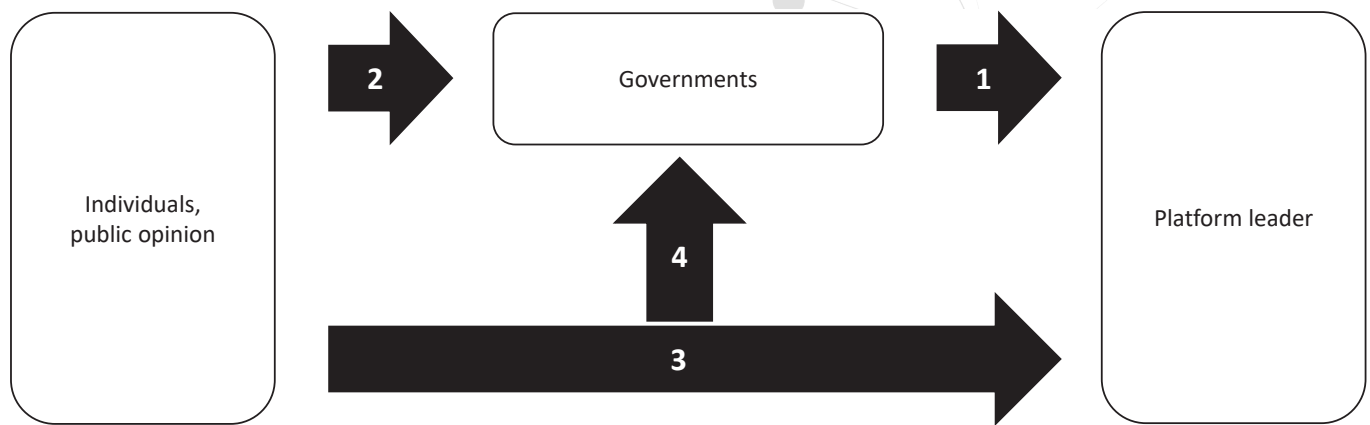 2
Governments
1
Individuals,
public opinion
Platform leader
4
3